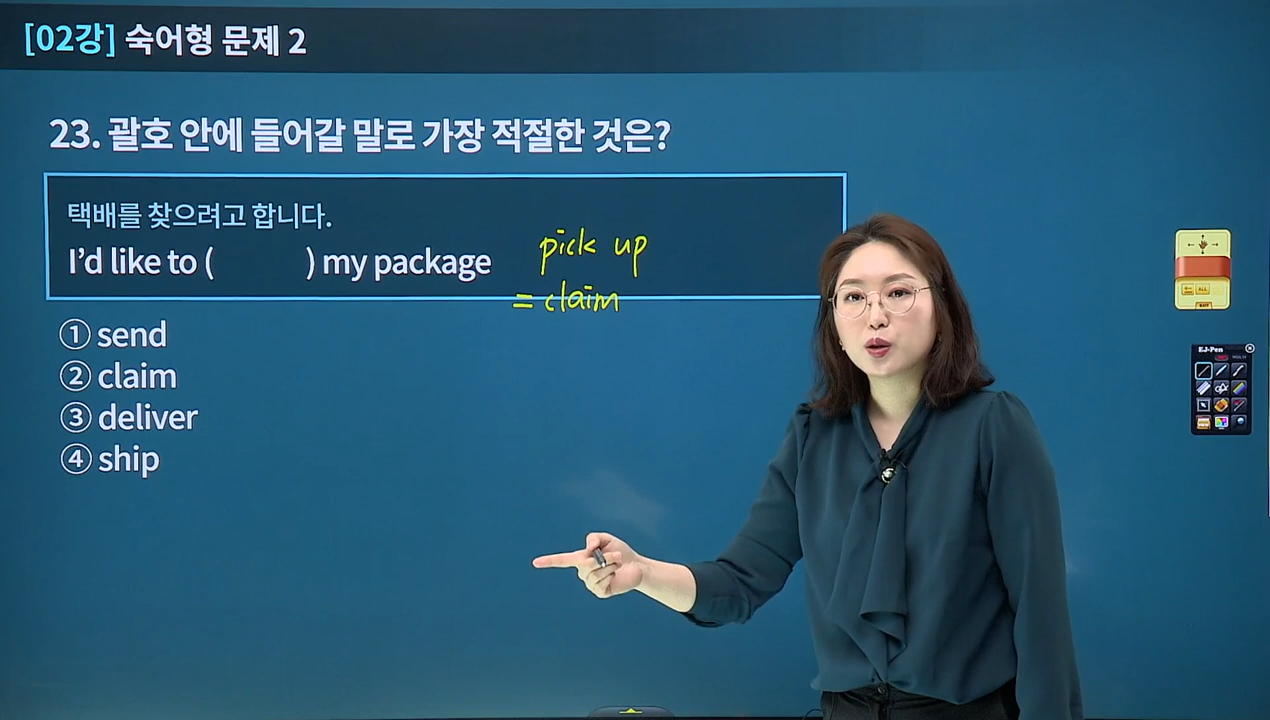 [02강] 숙어형 문제 2
23. 괄호 안에 들어갈 말로 가장 적절한 것은?
택배를 찾으려고 합니다.
I'd like to ( ) my package
pick up
= claim
① send
② claim
③ deliver
④ ship
EJ-Pen